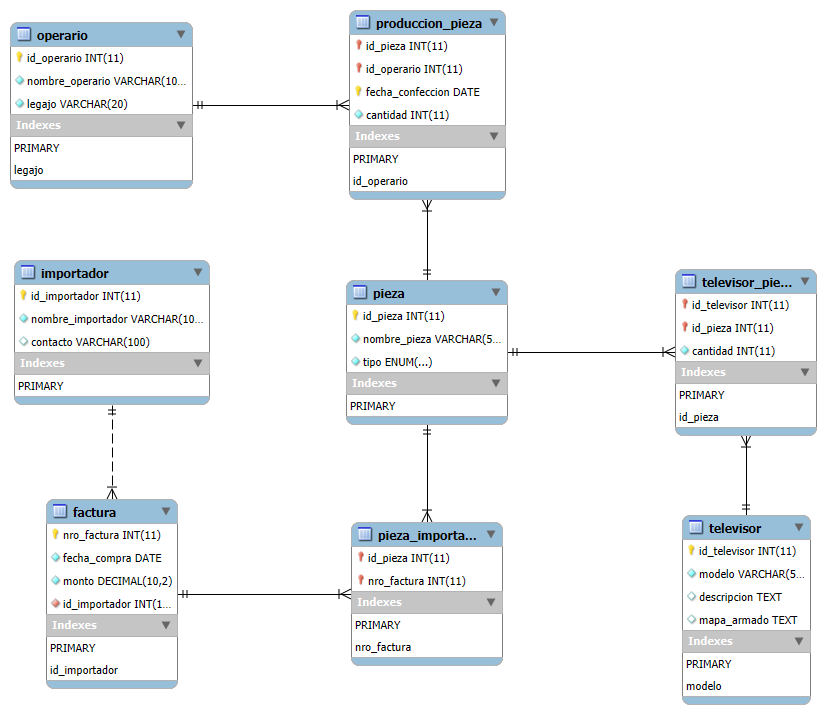 operario
id_operario INT(11)
nombre_operario VARCHAR(10...
legajo VARCHAR(20)
Indexes
PRIMARY
legajo
produccion_pieza
id_pieza INT(11)
id_operario INT(11)
fecha_confeccion DATE
cantidad INT(11)
Indexes
PRIMARY
id_operario
importador
id_importador INT(11)
nombre_importador VARCHAR(10...
contacto VARCHAR(100)
Indexes
PRIMARY
pieza
id_pieza INT(11)
nombre_pieza VARCHAR(5...
tipo ENUM(...)
Indexes
PRIMARY
televisor_pie...
id_televisor INT(11)
id_pieza INT(11)
cantidad INT(11)
Indexes
PRIMARY
id_pieza
factura
nro_factura INT(11)
fecha_compra DATE
monto DECIMAL(10,2)
id_importador INT(1...
Indexes
PRIMARY
id_importador
pieza_importa...
id_pieza INT(11)
nro_factura INT(11)
Indexes
PRIMARY
nro_factura
televisor
id_televisor INT(11)
modelo VARCHAR(5...
descripcion TEXT
mapa_armado TEXT
Indexes
PRIMARY
modelo